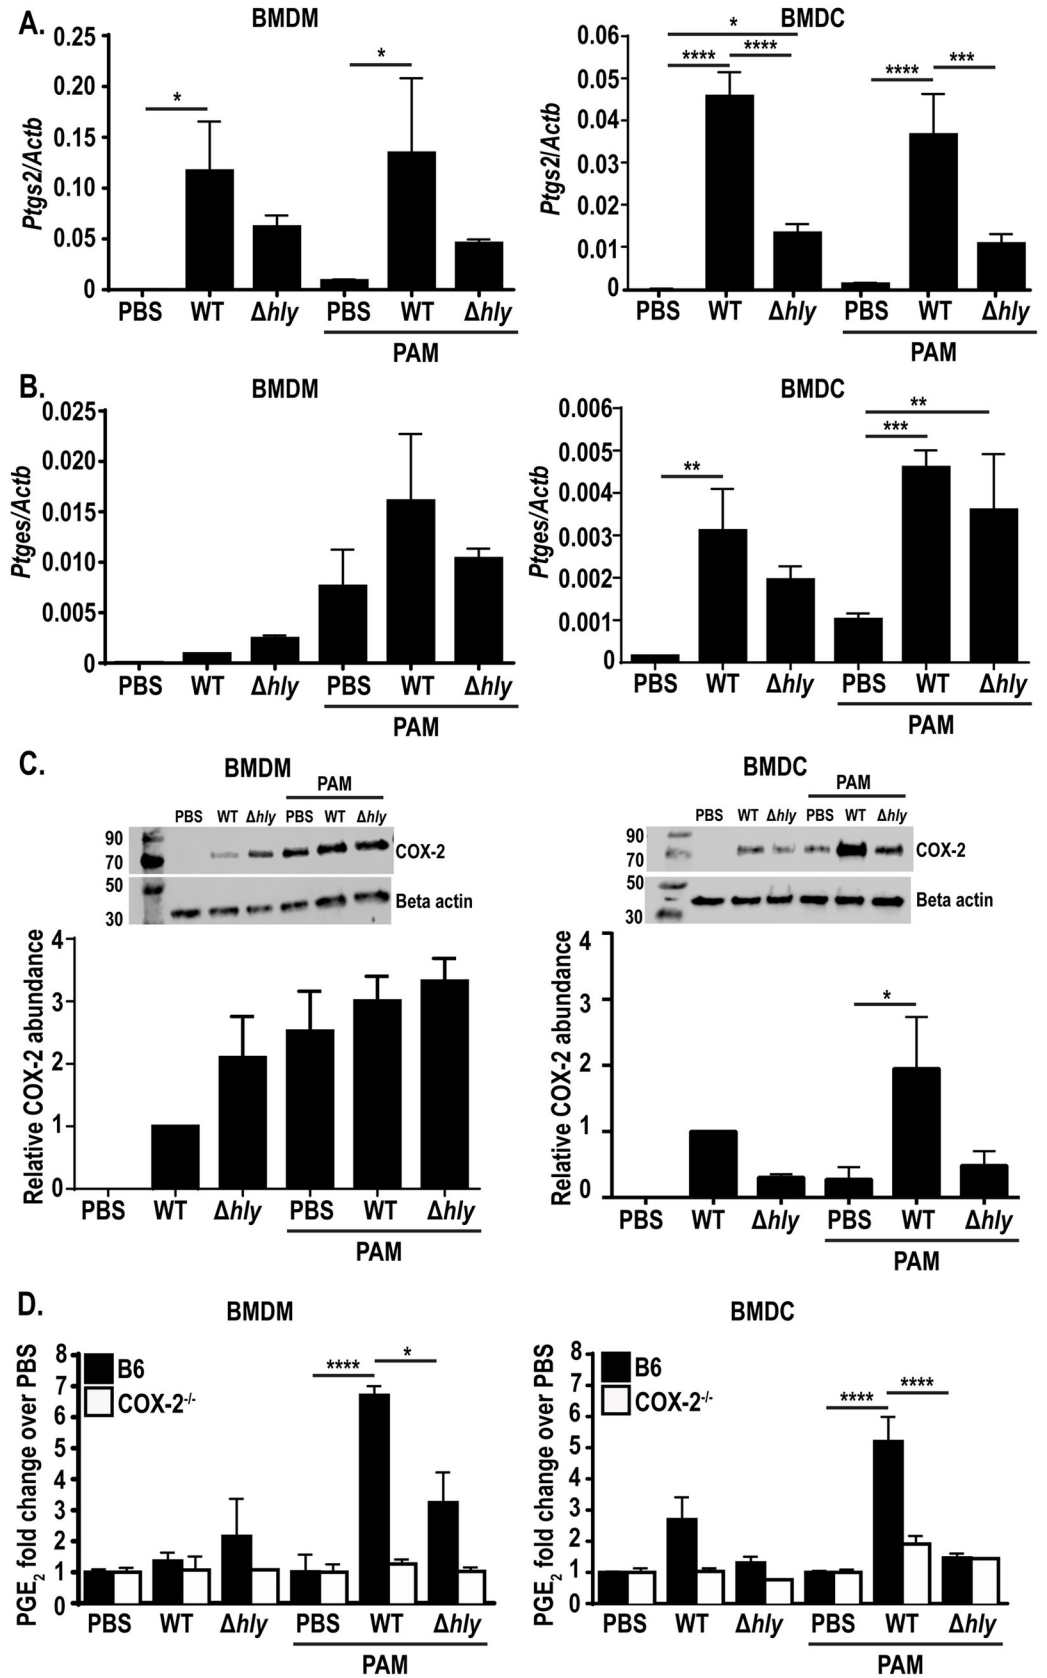 A.
BMDM
BMDC
Ptgs2/Actb
0.25
0.20
0.15
0.10
0.05
0
*
*
PBS WT Δhly PBS WT Δhly
PAM
Ptgs2/Actb
0.06
0.05
0.04
0.03
0.02
0.01
0
*
**** ****
**** ***
PBS WT Δhly PBS WT Δhly
PAM
B.
BMDM
BMDC
Ptges/Actb
0.025
0.020
0.015
0.010
0.005
0
PBS WT Δhly PBS WT Δhly
PAM
Ptges/Actb
0.006
0.005
0.004
0.003
0.002
0.001
0
**
**
***
PBS WT Δhly PBS WT Δhly
PAM
C.
BMDM
PAM
PBS WT Δhly PBS WT Δhly
90
70
COX-2
50
30
Beta actin
Relative COX-2 abundance
4
3
2
1
0
PBS WT Δhly PBS WT Δhly
PAM
BMDC
PAM
PBS WT Δhly PBS WT Δhly
90
70
COX-2
50
30
Beta actin
Relative COX-2 abundance
4
3
2
1
0
*
PBS WT Δhly PBS WT Δhly
PAM
D.
BMDM
PGE2 fold change over PBS
8
7
6
5
4
3
2
1
0
B6
COX-2-/-
**** *
PBS WT Δhly PBS WT Δhly
PAM
BMDC
PGE2 fold change over PBS
8
7
6
5
4
3
2
1
0
B6
COX-2-/-
**** ****
PBS WT Δhly PBS WT Δhly
PAM